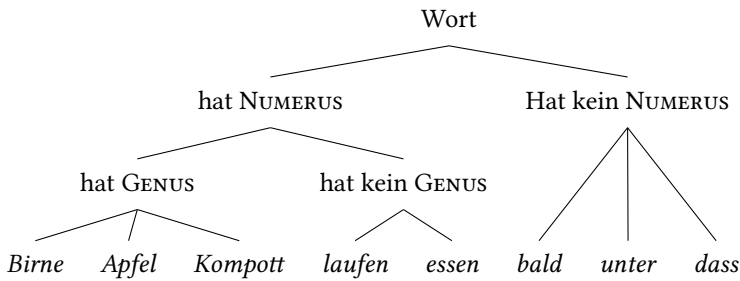 Wort
hat NUMERUS Hat kein NUMERUS
hat GENUS hat kein GENUS
Birne Apfel Kompott laufen essen bald unter dass